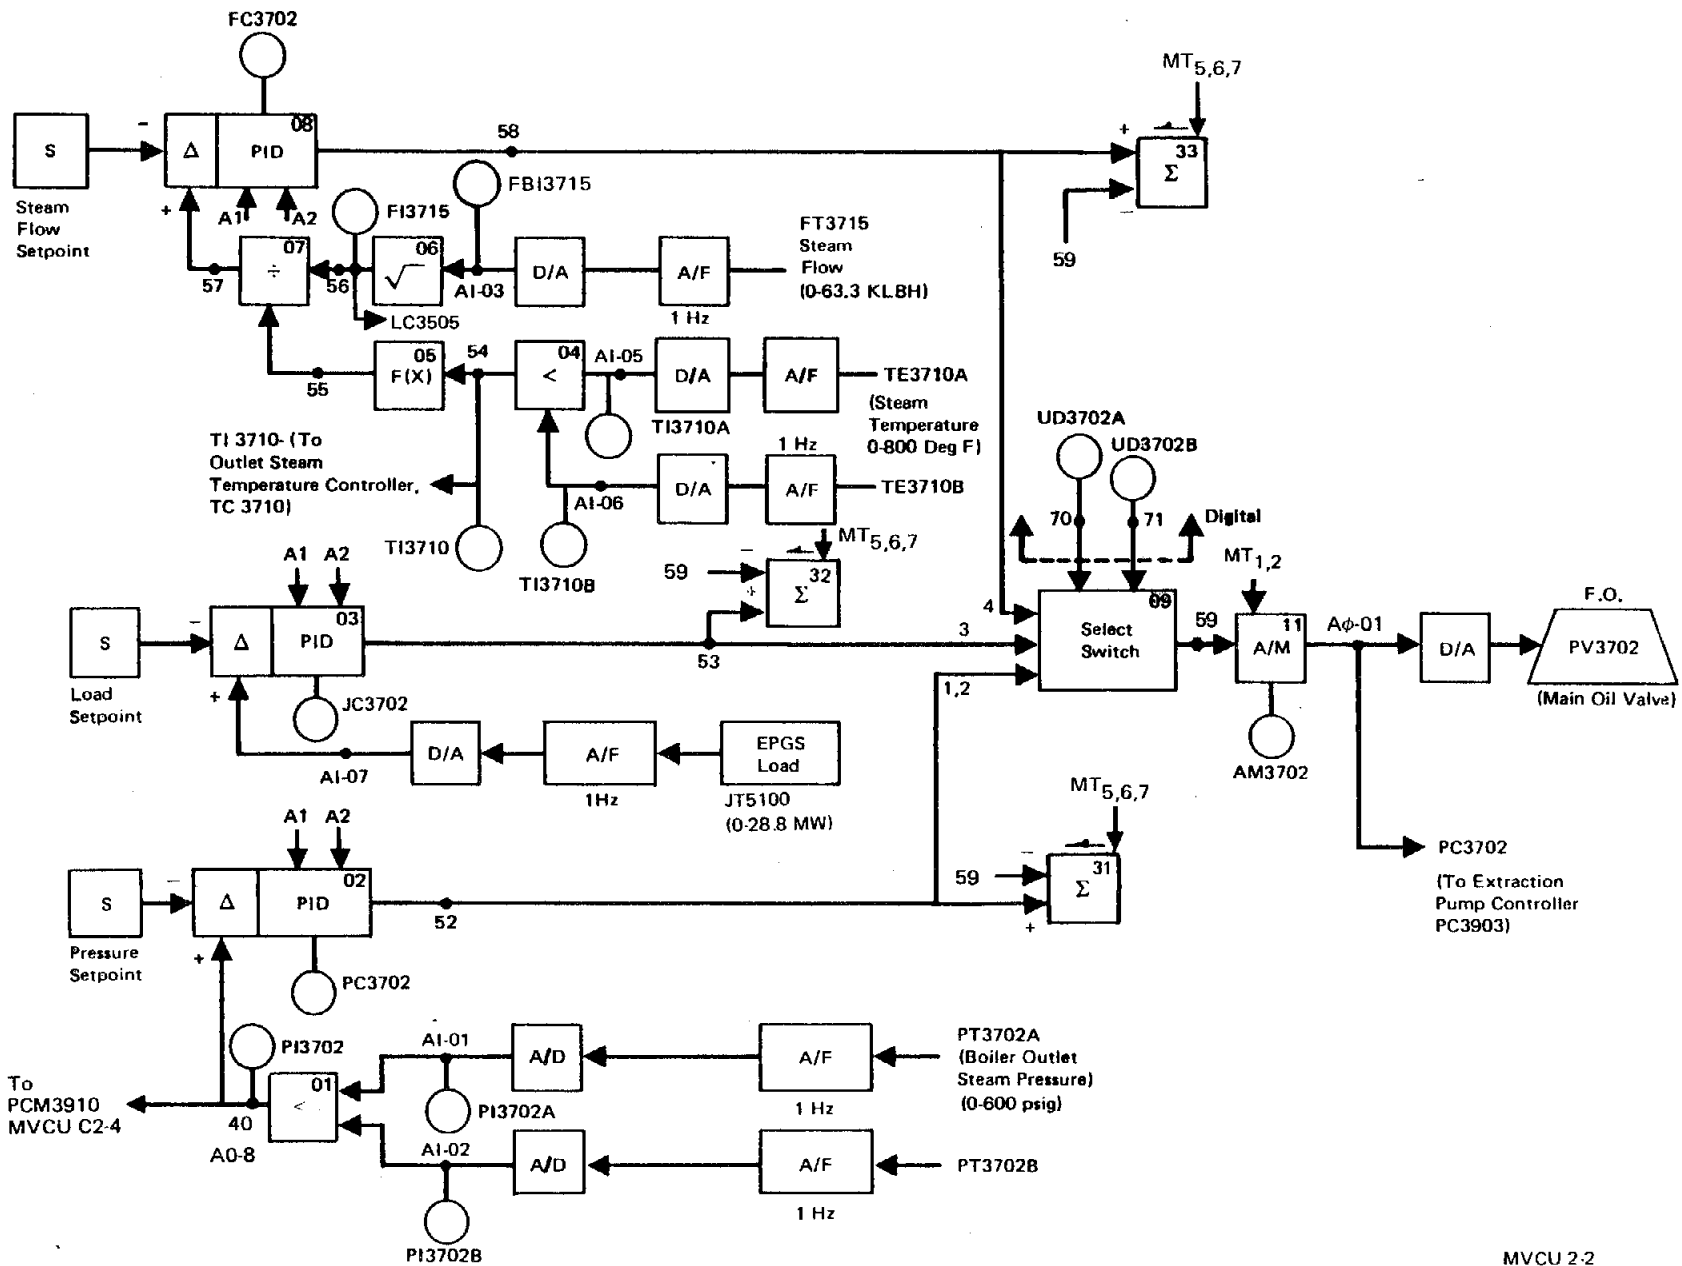 FC3702
MT5,6,7
S
-
Δ
PID
08
58
+
33
Σ
-
59
Steam
Flow
Setpoint
+
A1
A2
FI3715
FBI3715
FT3715
Steam
Flow
(0-63.3 KLBH)
57
÷
07
56
√
06
AI-03
D/A
A/F
1 Hz
LC3505
55
F(X)
05
54
<
04
AI-05
D/A
A/F
TE3710A
(Steam
Temperature
0-800 Deg F)
TI3710A
1 Hz
TI 3710- (To
Outlet Steam
Temperature Controller,
TC 3710)
AI-06
D/A
A/F
TE3710B
TI3710
TI3710B
MT5,6,7
59
-
+
32
Σ
UD3702A
UD3702B
70
71
Digital
MT1,2
A1
A2
S
-
Δ
PID
03
53
4
3
1,2
09
Select
Switch
59
11
A/M
Aϕ-01
D/A
F.O.
PV3702
(Main Oil Valve)
Load
Setpoint
+
JC3702
AM3702
AI-07
D/A
A/F
1Hz
EPGS
Load
JT5100
(0-28.8 MW)
MT5,6,7
A1
A2
S
-
Δ
PID
02
52
59
-
+
31
Σ
PC3702
(To Extraction
Pump Controller
PC3903)
Pressure
Setpoint
+
PC3702
PI3702
To
PCM3910
MVCU C2-4
40
A0-8
01
<
AI-01
PI3702A
A/D
A/F
1 Hz
PT3702A
(Boiler Outlet
Steam Pressure)
(0-600 psig)
AI-02
PI3702B
A/D
A/F
1 Hz
PT3702B
MVCU 2-2